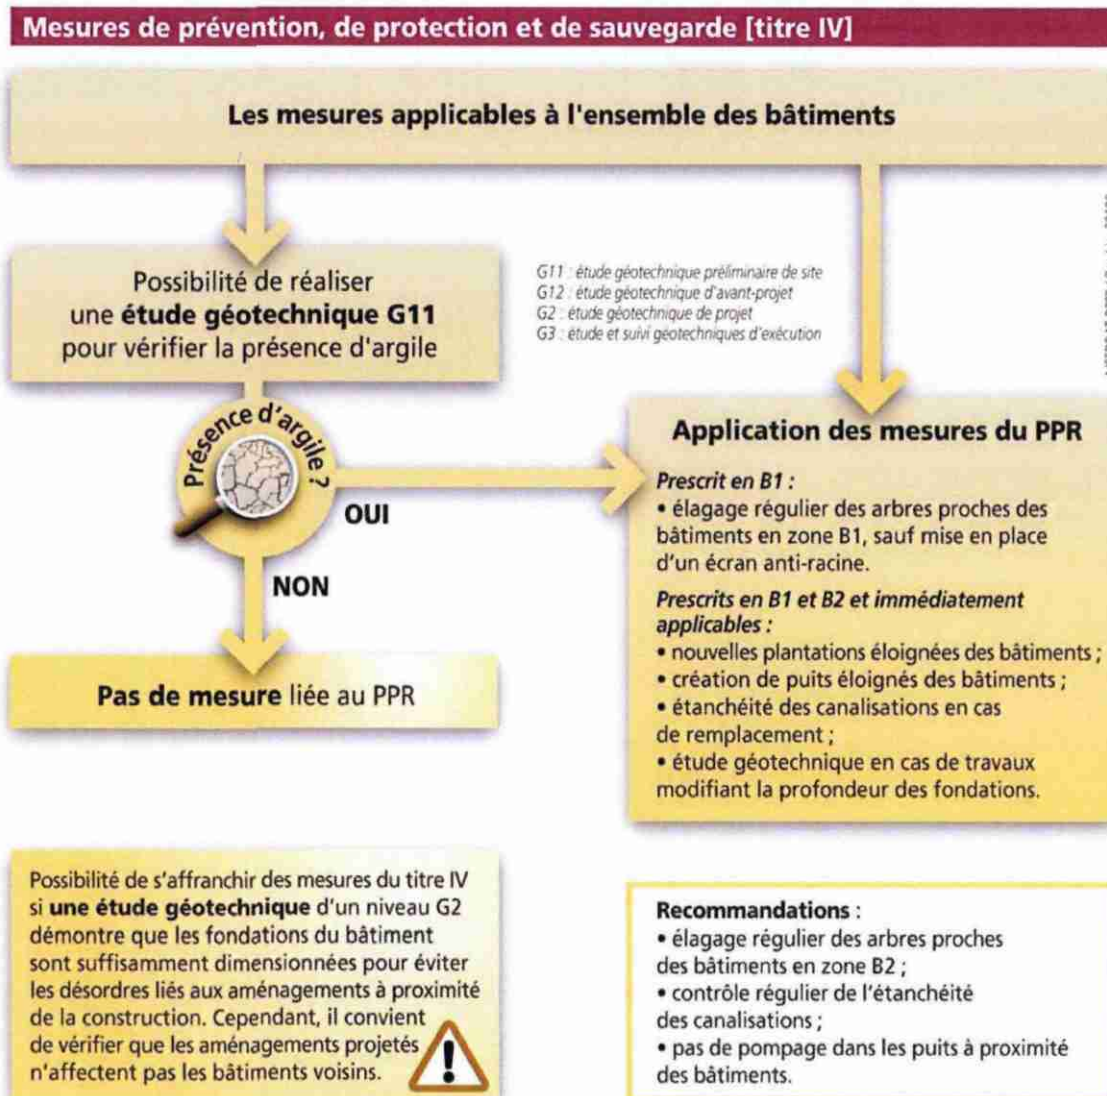 Mesures de prévention, de protection et de sauvegarde [titre IV]
Les mesures applicables à l'ensemble des bâtiments
Possibilité de réaliser
une étude géotechnique G11
pour vérifier la présence d'argile
G11 : étude géotechnique préliminaire de site
G12 : étude géotechnique d'avant-projet
G2 : étude géotechnique de projet
G3 : étude et suivi géotechniques d'exécution
Présence d'argile ?
OUI
NON
Pas de mesure liée au PPR
Application des mesures du PPR
Prescrit en B1 :
• élagage régulier des arbres proches des
bâtiments en zone B1, sauf mise en place
d'un écran anti-racine.
Prescrits en B1 et B2 et immédiatement
applicables :
• nouvelles plantations éloignées des bâtiments ;
• création de puits éloignés des bâtiments ;
• étanchéité des canalisations en cas
de remplacement ;
• étude géotechnique en cas de travaux
modifiant la profondeur des fondations.
Possibilité de s'affranchir des mesures du titre IV
si une étude géotechnique d'un niveau G2
démontre que les fondations du bâtiment
sont suffisamment dimensionnées pour éviter
les désordres liés aux aménagements à proximité
de la construction. Cependant, il convient
de vérifier que les aménagements projetés
n'affectent pas les bâtiments voisins.
Recommandations :
• élagage régulier des arbres proches
des bâtiments en zone B2 ;
• contrôle régulier de l'étanchéité
des canalisations ;
• pas de pompage dans les puits à proximité
des bâtiments.